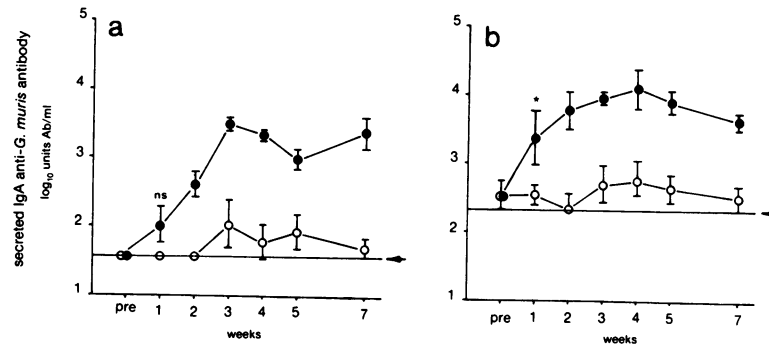 secreted IgA anti-G. muris antibody
log10 units Ab/ml
a
5
4
3
2
1
ns
pre 1 2 3 4 5 7
weeks
b
5
4
3
2
1
*
pre 1 2 3 4 5 7
weeks